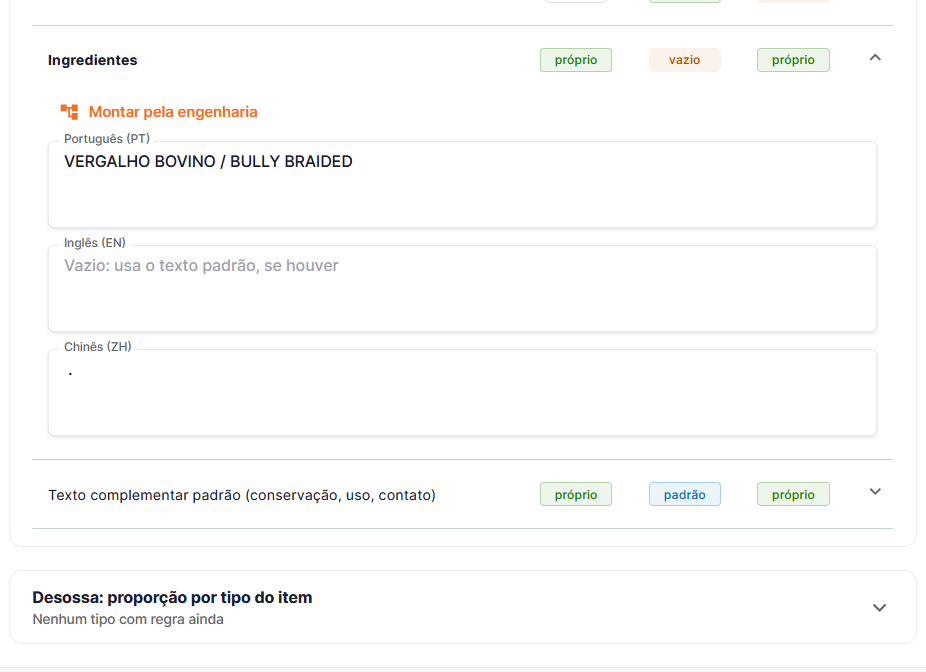 Ingredientes próprio vazio próprio
Montar pela engenharia
Português (PT)
VERGALHO BOVINO / BULLY BRAIDED
Inglês (EN)
Vazio: usa o texto padrão, se houver
Chinês (ZH)
.
Texto complementar padrão (conservação, uso, contato) próprio padrão próprio
Desossa: proporção por tipo do item
Nenhum tipo com regra ainda